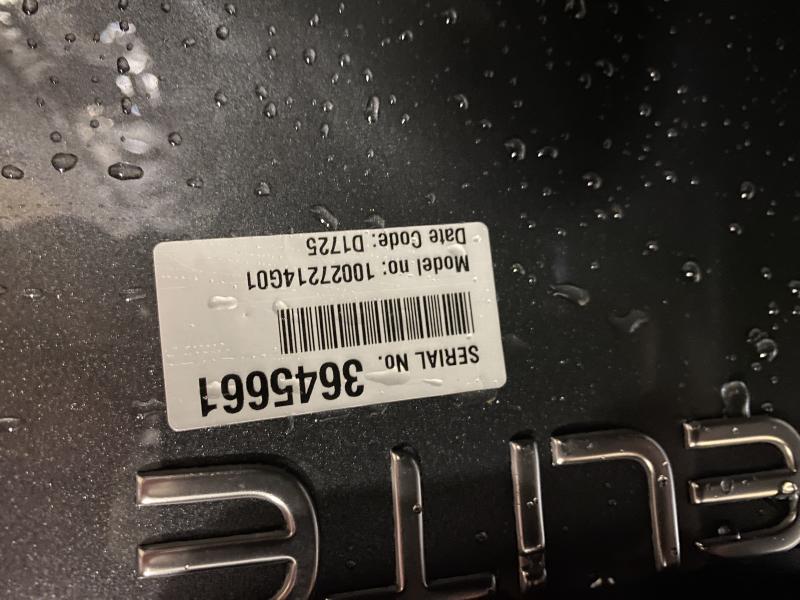 ELITE
SERIAL No. 3645661
Model no: 10027214G01
Date Code: D1725